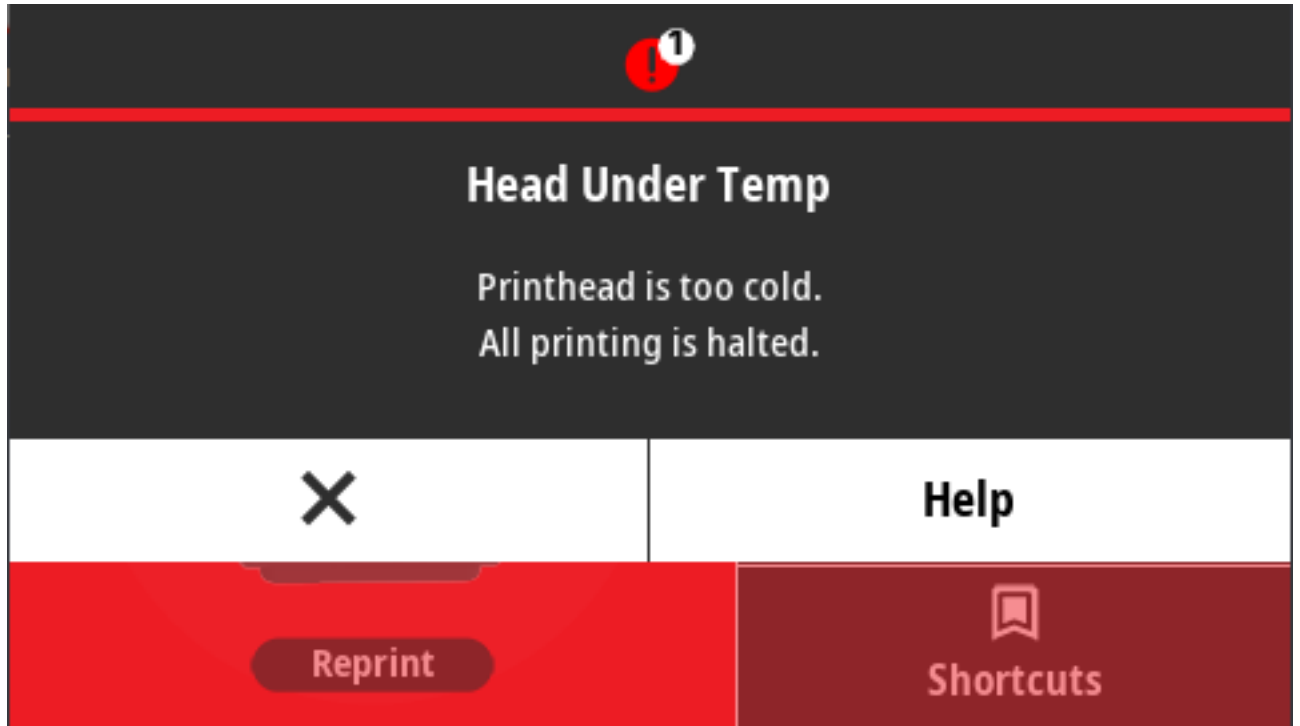 1
Head Under Temp
Printhead is too cold.
All printing is halted.
Help
Reprint
Shortcuts